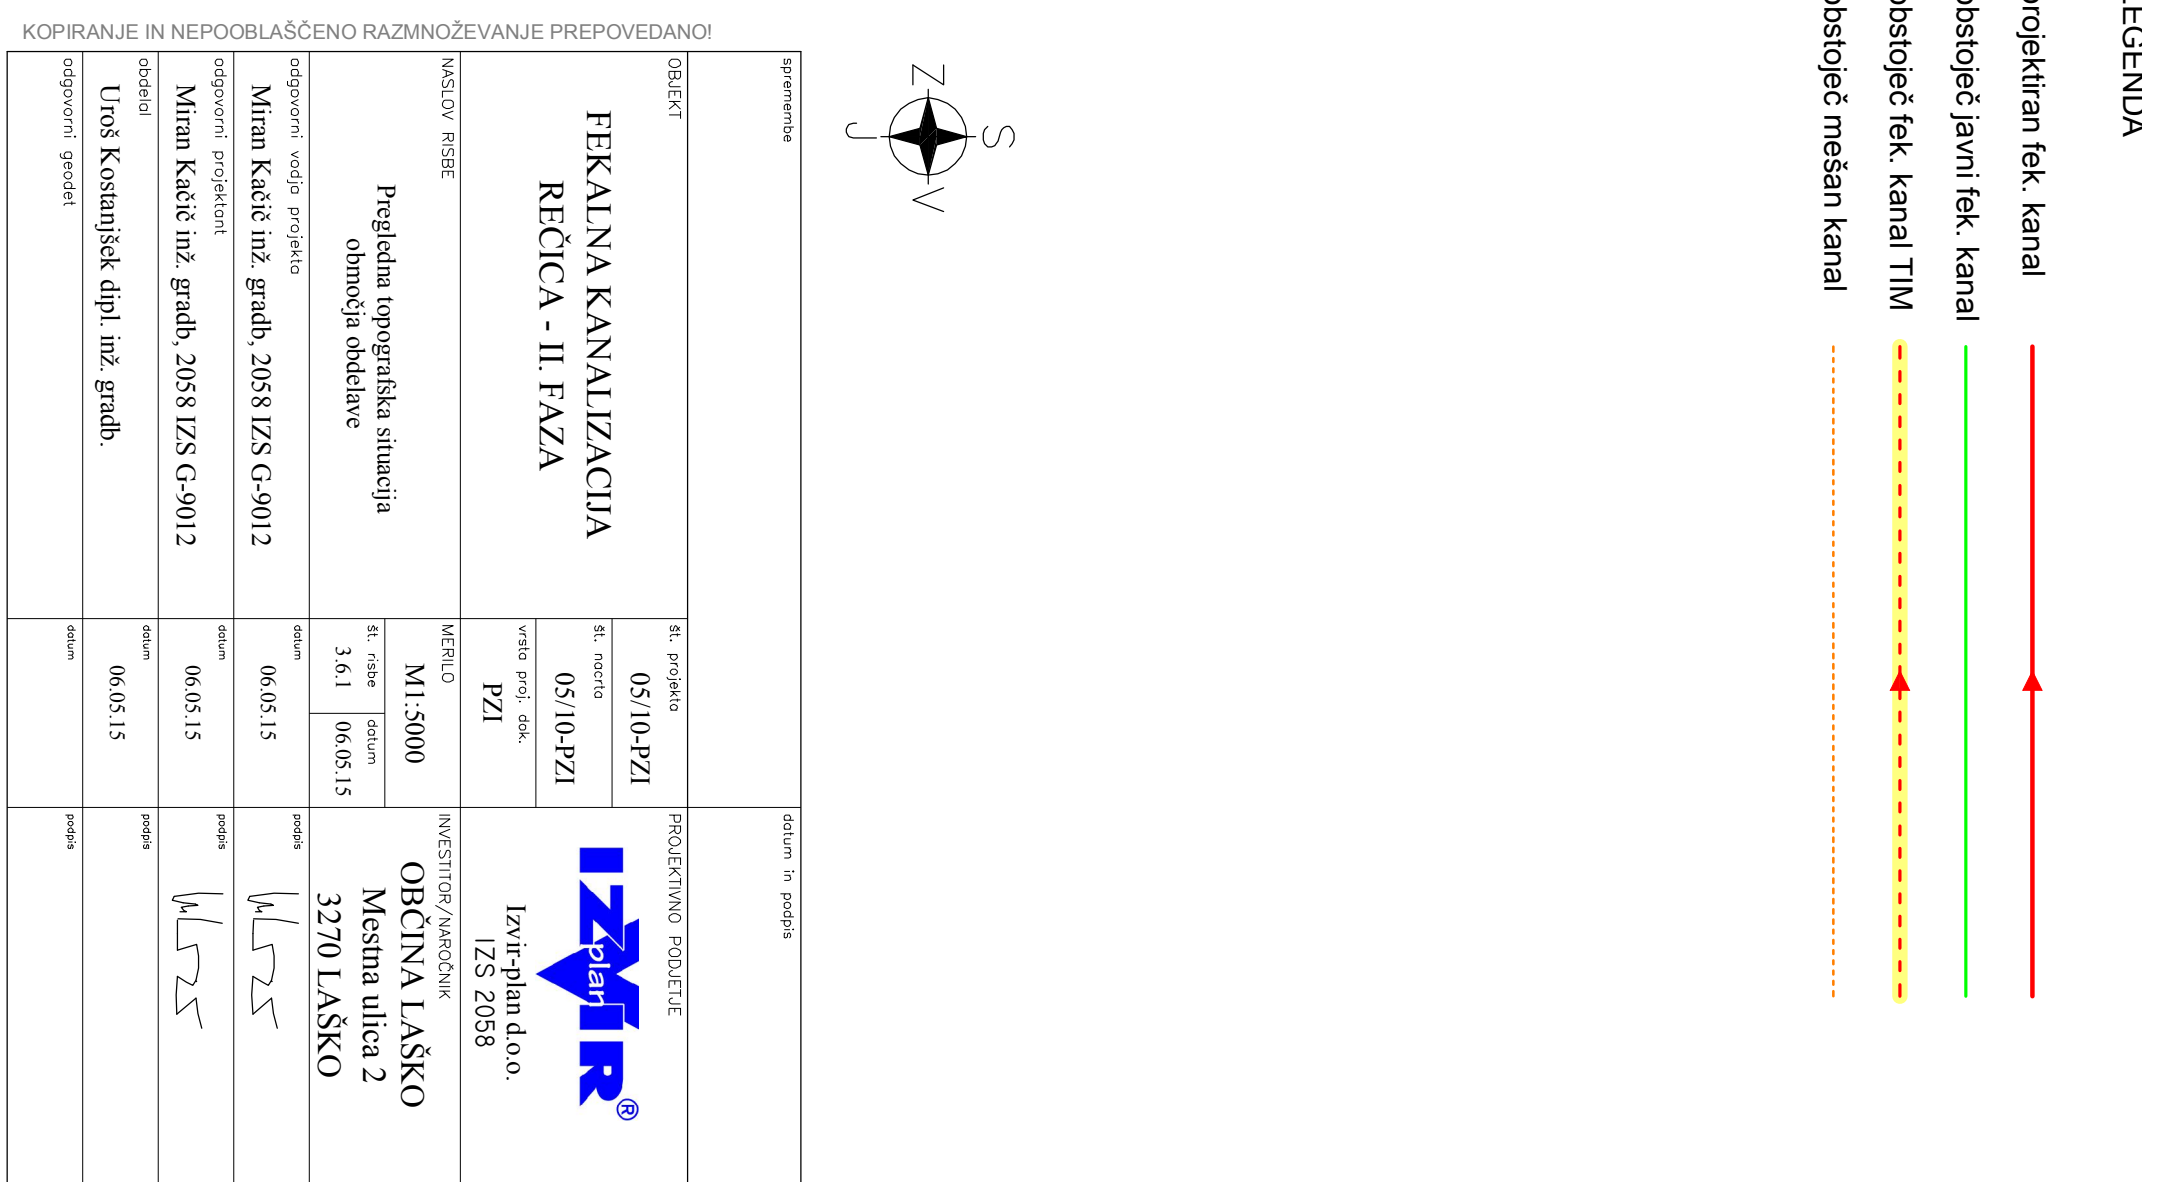 KOPIRANJE IN NEPOOBLAŠČENO RAZMNOŽEVANJE PREPOVEDANO!
EGENDA
rojektiran fek. kanal
obstoječ javni fek. kanal
obstoječ fek. kanal TIM
obstoječ mešan kanal
S
Z
V
J
spremembe
datum in podpis
OBJEKT
FEKALNA KANALIZACIJA
REČICA - II. FAZA
št. projekta
05/10-PZI
št. nacrta
05/10-PZI
vrsta proj. dok.
PZI
PROJEKTIVNO PODJETJE
IZVIR
plan
®
Izvir-plan d.o.o.
IZS 2058
NASLOV RISBE
Pregledna topografska situacija
območja obdelave
MERILO
M1:5000
št. risbe
3.6.1
datum
06.05.15
INVESTITOR/NAROČNIK
OBČINA LAŠKO
Mestna ulica 2
3270 LAŠKO
odgovorni vodja projekta
Miran Kačič inž. gradb, 2058 IZS G-9012
datum
06.05.15
podpis
odgovorni projektant
Miran Kačič inž. gradb, 2058 IZS G-9012
datum
06.05.15
podpis
obdelal
Uroš Kostanjšek dipl. inž. gradb.
datum
06.05.15
podpis
odgovorni geodet
datum
podpis